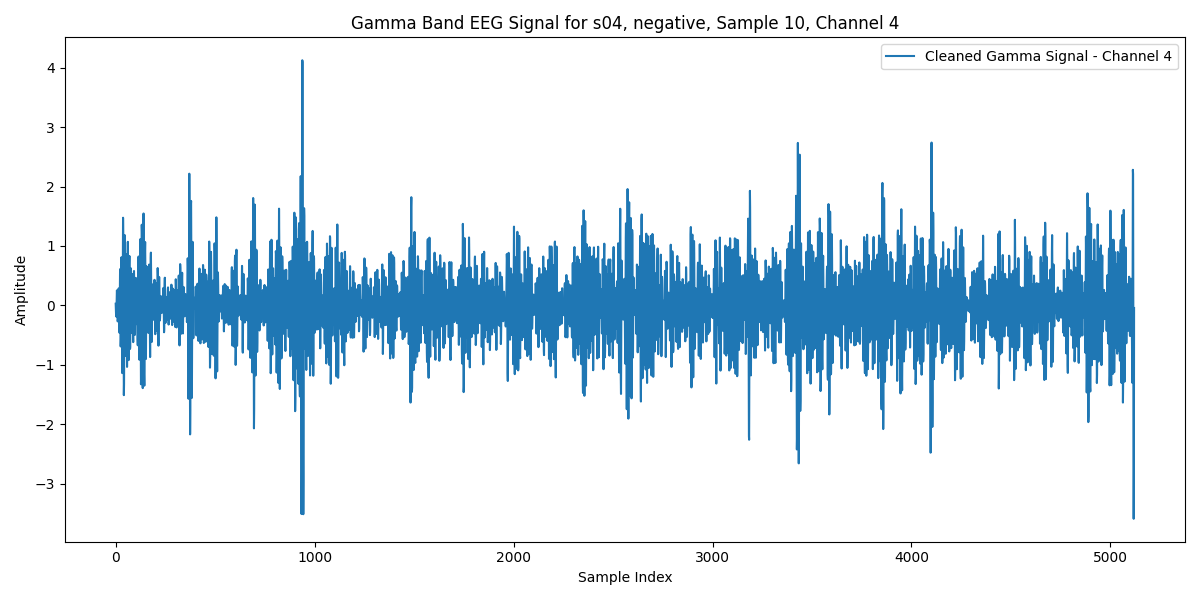 Gamma Band EEG Signal for s04, negative, Sample 10, Channel 4
Cleaned Gamma Signal - Channel 4
4
3
2
1
0
−1
−2
−3
Amplitude
0 1000 2000 3000 4000 5000
Sample Index